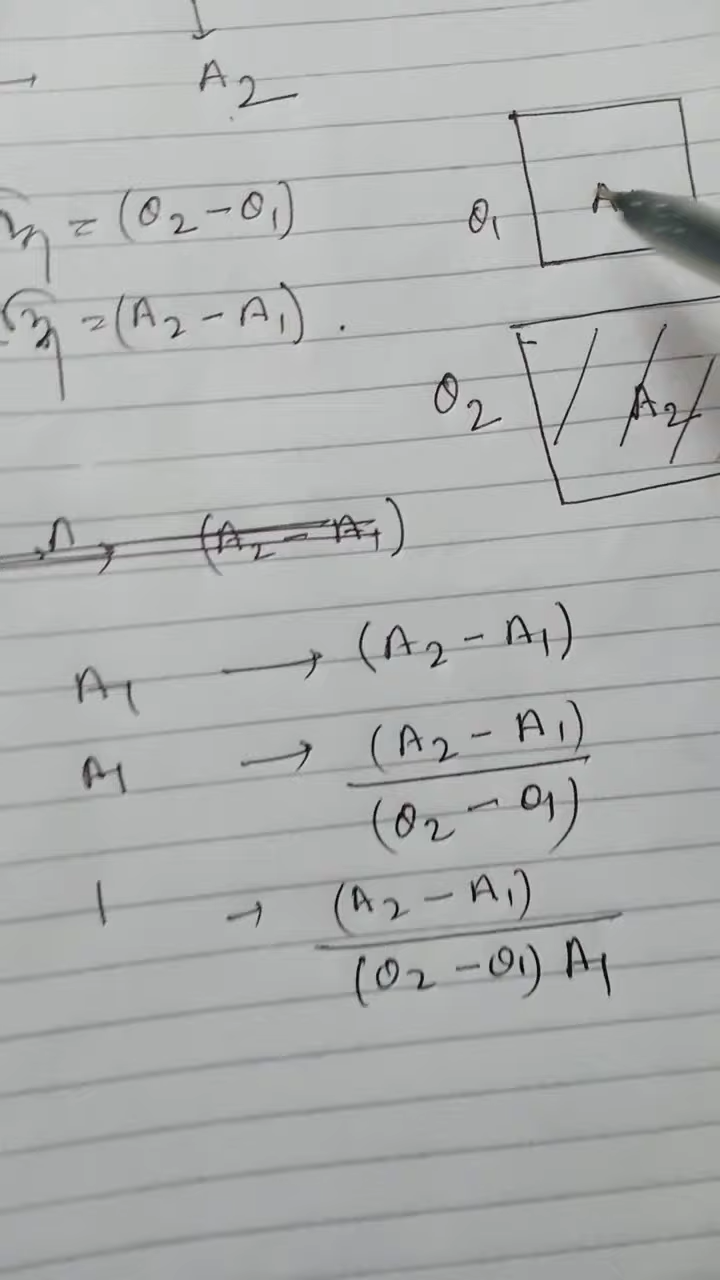 → A2
= (θ2 - θ1)
θ1
= (A2 - A1) .
θ2 A2
(A2 - A1)
A1 → (A2 - A1)
A1 → (A2 - A1)
(θ2 - θ1)
1 → (A2 - A1)
(θ2 - θ1) A1